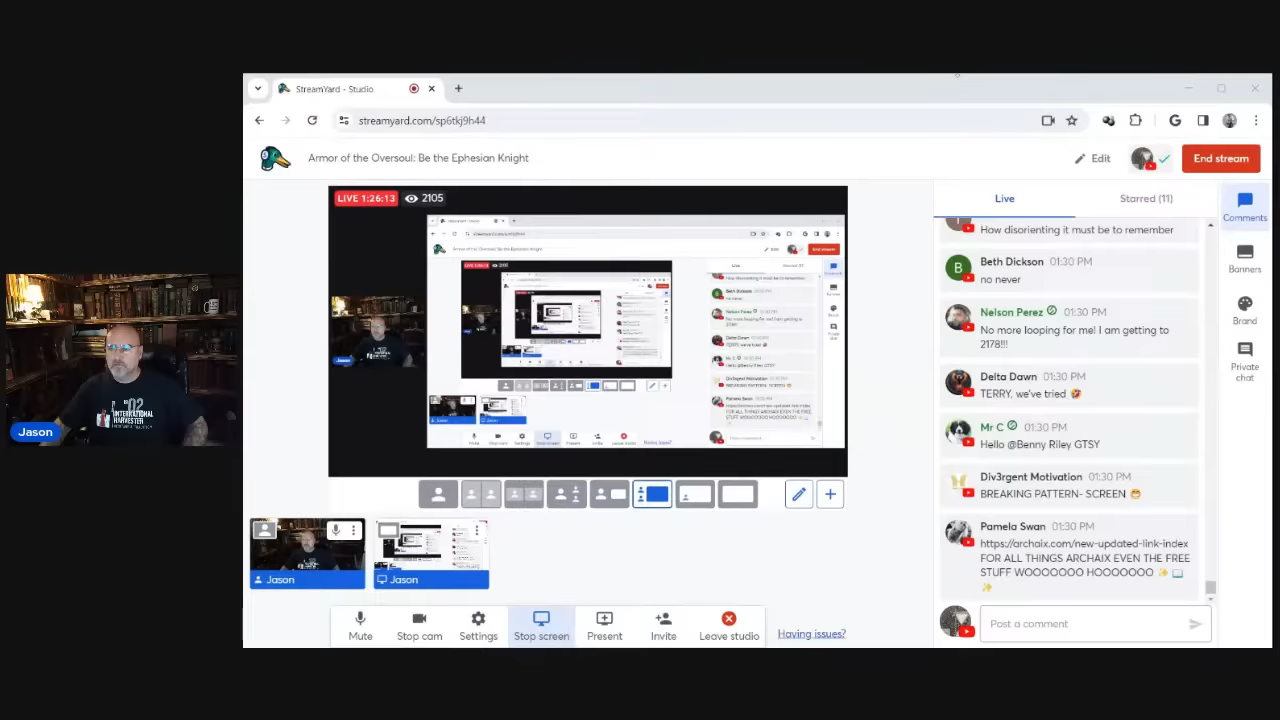 StreamYard - Studio
streamyard.com/sp6tkj9h44
Armor of the Oversoul: Be the Ephesian Knight
Edit
End stream
LIVE 1:26:13
2105
Live
Starred (11)
How disorienting it must be to remember
Beth Dickson 01:30 PM
no never
Nelson Perez 01:30 PM
No more looping for me! I am getting to
2178!!!
Delta Dawn 01:30 PM
TERRY, we've tried 🤣
Mr C 01:30 PM
Hello @Benny Riley GTSY
Div3rgent Motivation 01:30 PM
BREAKING PATTERN- SCREEN 😁
Pamela Swan 01:30 PM
https://archaix.com/new-updated-link-index
FOR ALL THINGS ARCHAIX EVEN THE FREE
STUFF WOOOOOOO HOOOOOOO ✨ 📖
✨
Post a comment
Comments
Banners
Brand
Private
chat
Jason
02
INTERNATIONAL
HARVESTER
Jason
Jason
Mute
Stop cam
Settings
Stop screen
Present
Invite
Leave studio
Having issues?